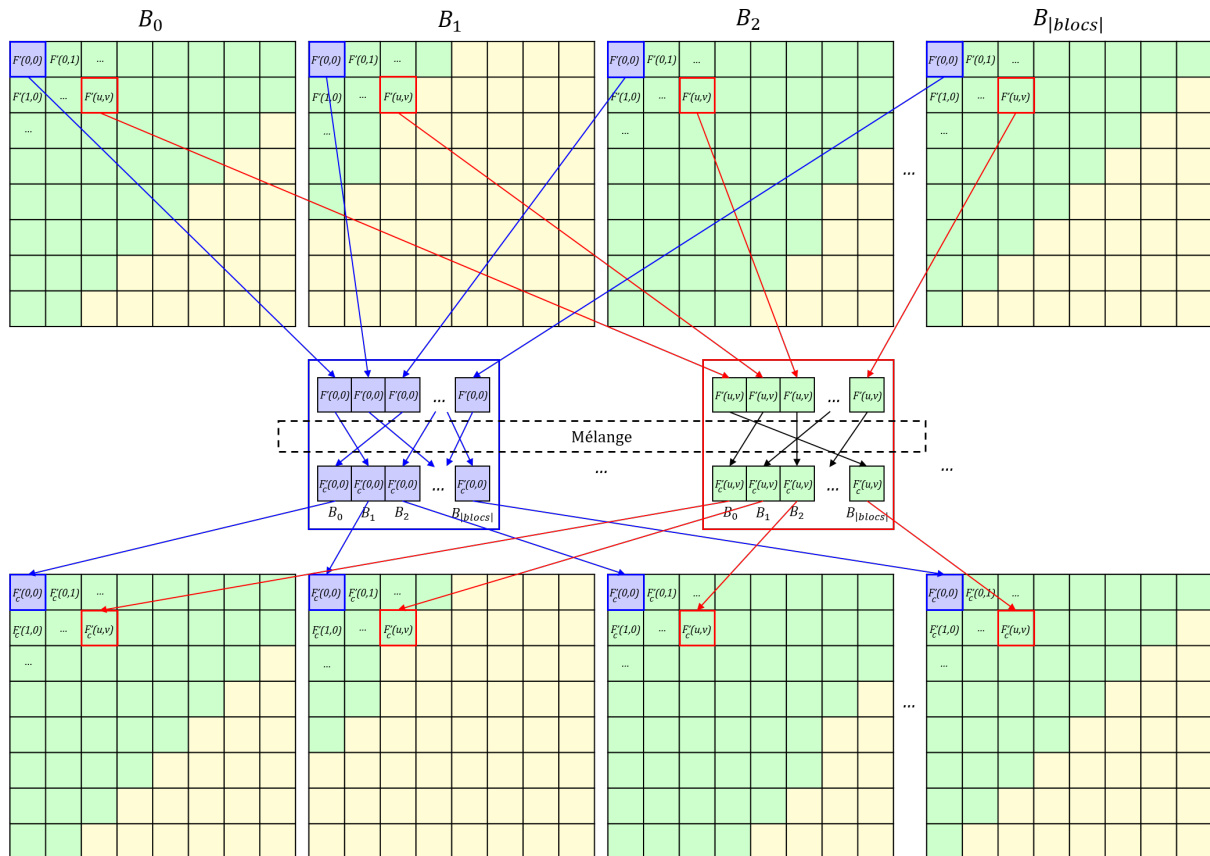 B₀ B₁ B₂ B|blocs|
F'(0,0) F'(0,1) ... F'(0,0) F'(0,1) ... F'(0,0) F'(0,1) ... F'(0,0) F'(0,1) ...
F'(1,0) ... F'(u,v) F'(1,0) ... F'(u,v) F'(1,0) ... F'(u,v) F'(1,0) ... F'(u,v)
... ... ... ...
...
F'(0,0) F'(0,0) F'(0,0) ... F'(0,0) F'(u,v) F'(u,v) F'(u,v) ... F'(u,v)
Mélange
... ...
F'c(0,0) F'c(0,0) F'c(0,0) ... F'c(0,0) F'c(u,v) F'c(u,v) F'c(u,v) ... F'c(u,v)
B₀ B₁ B₂ B|blocs| B₀ B₁ B₂ B|blocs|
F'c(0,0) F'c(0,1) ... F'c(0,0) F'c(0,1) ... F'c(0,0) F'c(0,1) ... F'c(0,0) F'c(0,1) ...
F'c(1,0) ... F'c(u,v) F'c(1,0) ... F'c(u,v) F'c(1,0) ... F'c(u,v) F'c(1,0) ... F'c(u,v)
... ... ... ...
...